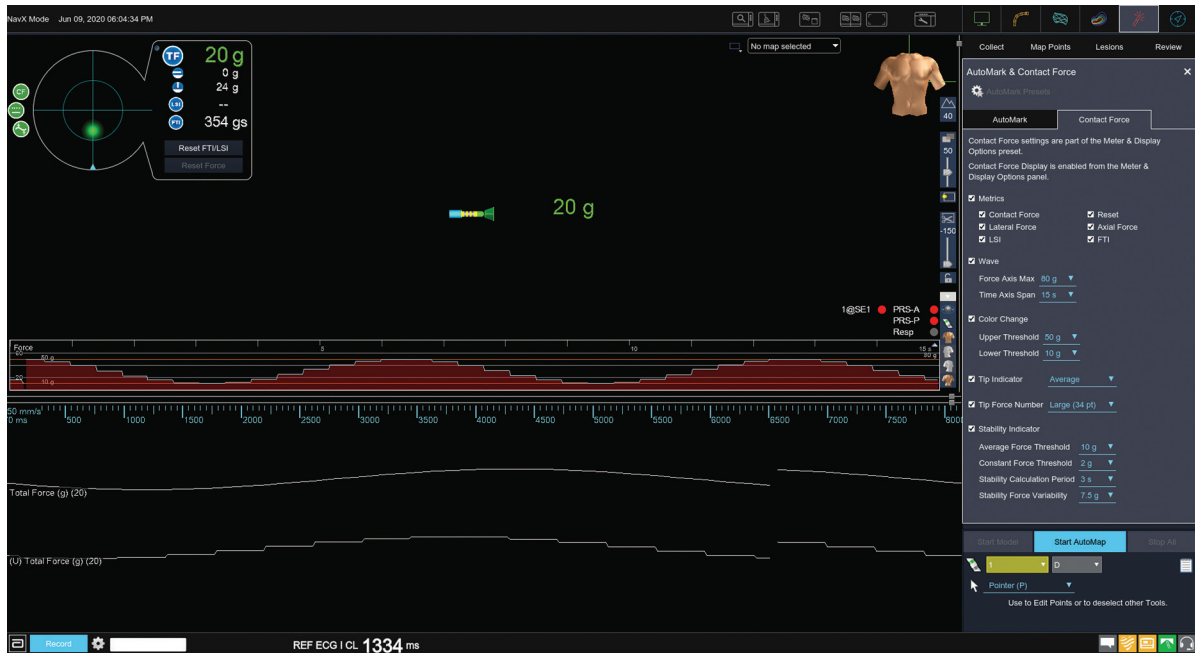 NavX Mode Jun 09, 2020 06:04:34 PM
CF
TF 20 g
0 g
24 g
LSI --
FTI 354 gs
Reset FTI/LSI
Reset Force
20 g
No map selected
40
50
-150
1@SE1 PRS-A
PRS-P
Resp
Force 5 10 15 s
80 50 g 80 g
20 10 g
50 mm/s
0 ms 500 1000 1500 2000 2500 3000 3500 4000 4500 5000 5500 6000 6500 7000 7500 8000
Total Force (g) (20)
(U) Total Force (g) (20)
Collect Map Points Lesions Review
AutoMark & Contact Force ×
AutoMark Presets
AutoMark Contact Force
Contact Force settings are part of the Meter & Display
Options preset.
Contact Force Display is enabled from the Meter &
Display Options panel.
Metrics
Contact Force Reset
Lateral Force Axial Force
LSI FTI
Wave
Force Axis Max 80 g
Time Axis Span 15 s
Color Change
Upper Threshold 50 g
Lower Threshold 10 g
Tip Indicator Average
Tip Force Number Large (34 pt)
Stability Indicator
Average Force Threshold 10 g
Constant Force Threshold 2 g
Stability Calculation Period 3 s
Stability Force Variability 7.5 g
Start Model Start AutoMap Stop All
1 D
Pointer (P)
Use to Edit Points or to deselect other Tools.
Record REF ECG I CL 1334 ms